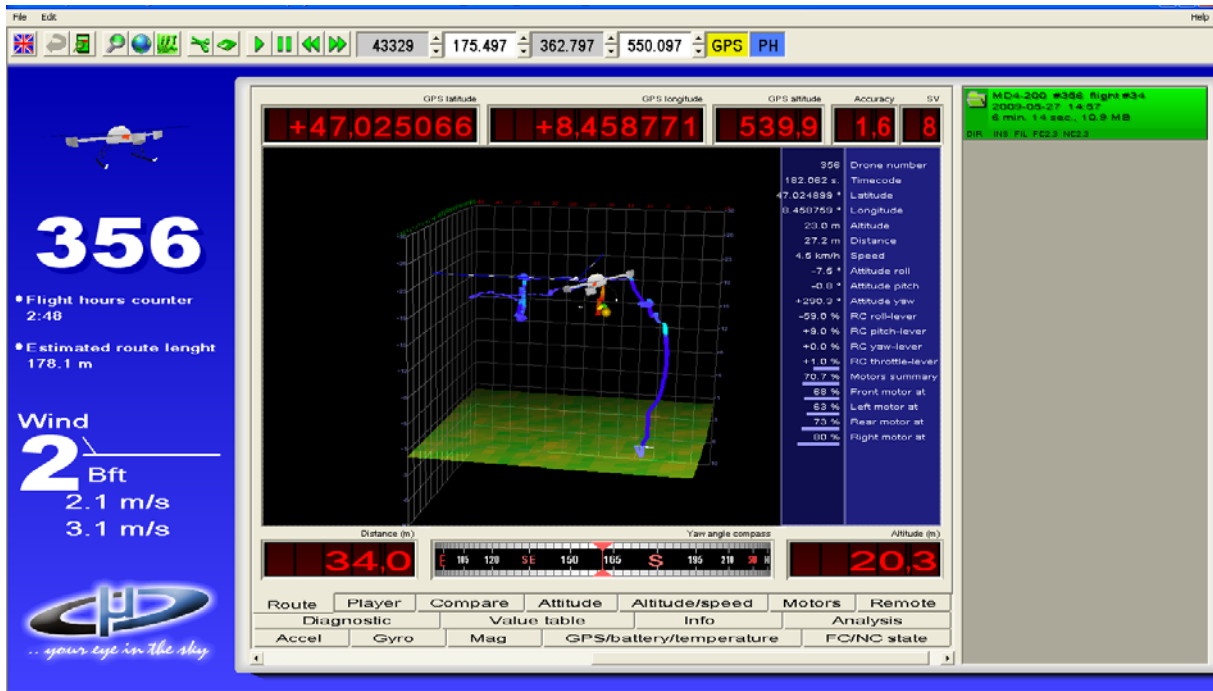 File Edit Help
43329 175.497 362.797 550.097 GPS PH
GPS latitude GPS longitude GPS altitude Accuracy SV
+47,025066 +8,458771 539,9 1,6 8
MD4-200 #356 flight #34
2009-05-27 14:57
6 min. 14 sec., 10.9 MB
DIR INS FIL FC2.3 NC2.3
356
Flight hours counter
2:48
Estimated route lenght
178.1 m
Wind
2 Bft
2.1 m/s
3.1 m/s
.. your eye in the sky
356 Drone number
182.062 s. Timecode
47.024899 ° Latitude
8.458759 ° Longitude
23.0 m Altitude
27.2 m Distance
4.5 km/h Speed
-7.5 ° Attitude roll
-0.8 ° Attitude pitch
+290.3 ° Attitude yaw
-59.0 % RC roll-lever
+9.0 % RC pitch-lever
+0.0 % RC yaw-lever
+1.0 % RC throttle-lever
70.7 % Motors summary
68 % Front motor at
63 % Left motor at
73 % Rear motor at
80 % Right motor at
Distance (m) Yaw angle compass Altitude (m)
34,0 E 105 120 SE 150 165 S 195 210 20,3
Route Player Compare Attitude Altitude/speed Motors Remote
Diagnostic Value table Info Analysis
Accel Gyro Mag GPS/battery/temperature FC/NC state